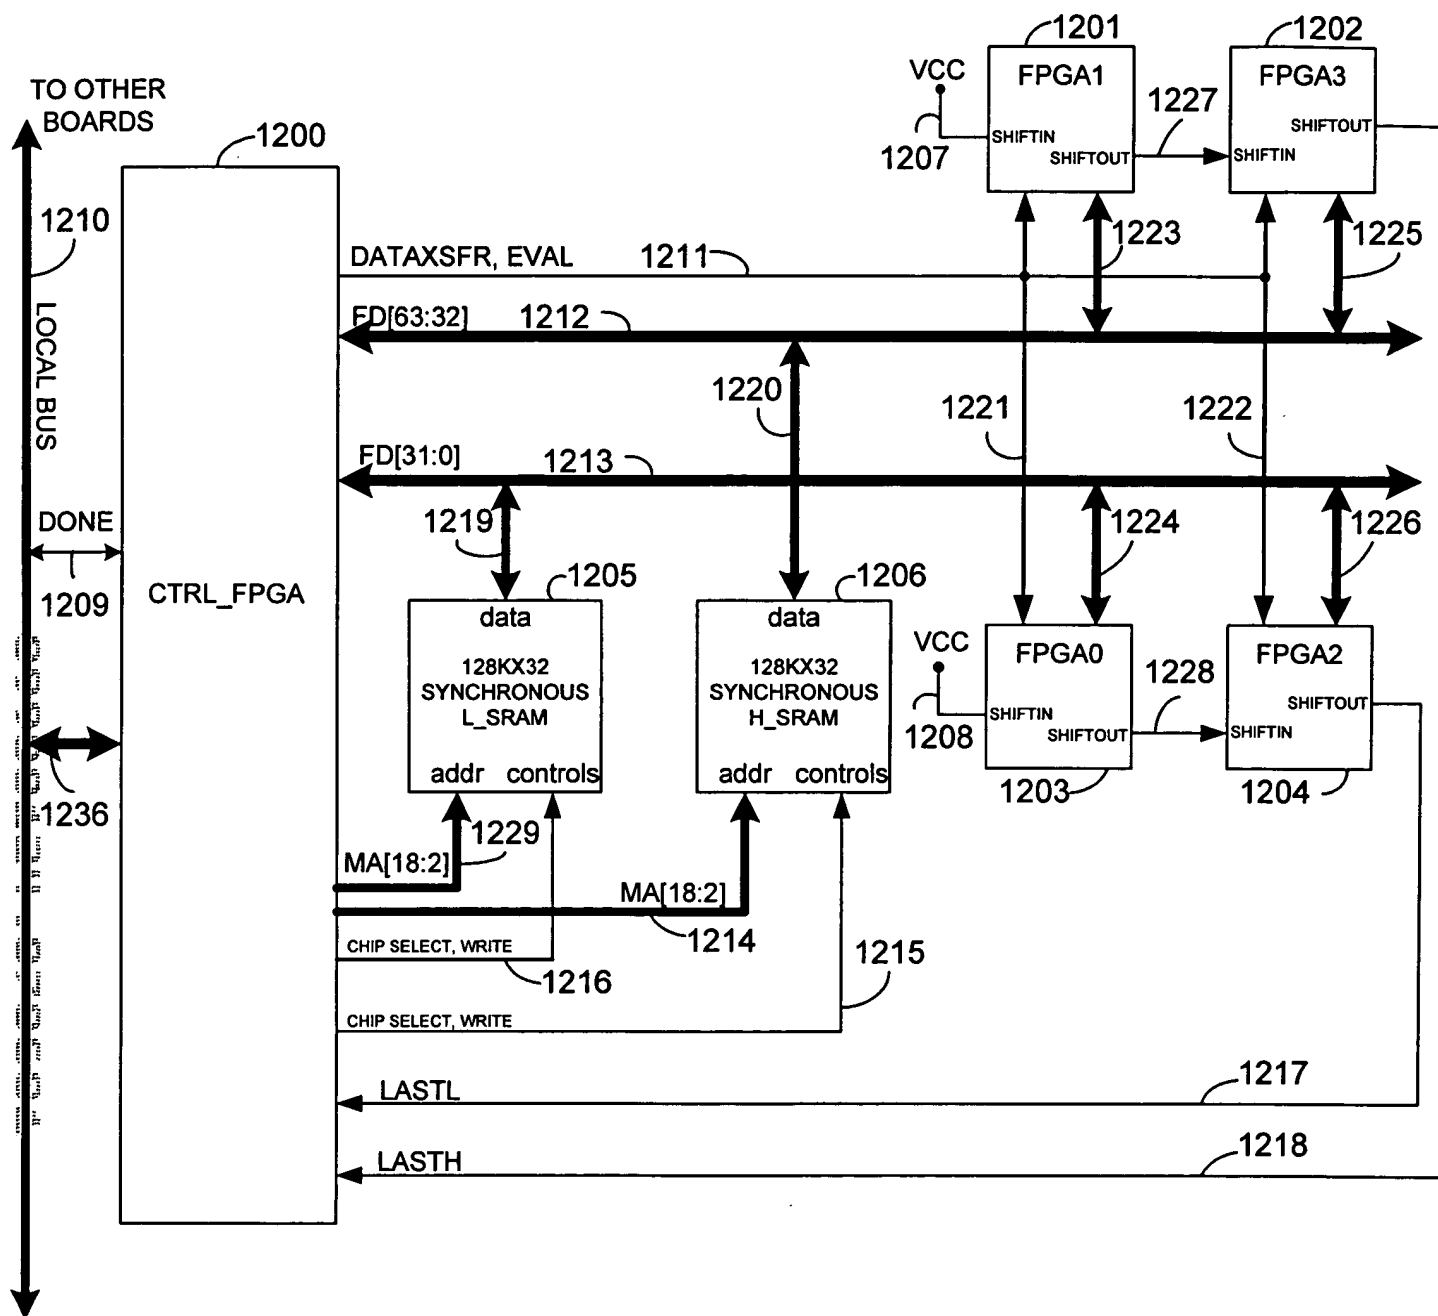 1201
1202
VCC
FPGA1
FPGA3
1227
TO OTHER
BOARDS
1200
SHIFTIN
SHIFTOUT
SHIFTOUT
SHIFTIN
1207
1210
1223
1225
DATAXSFR, EVAL
1211
LOCAL BUS
FD[63:32]
1212
1220
1221
1222
FD[31:0]
1213
DONE
1219
1224
1226
1209
CTRL_FPGA
1205
1206
data
data
VCC
FPGA0
FPGA2
1228
128KX32
SYNCHRONOUS
L_SRAM
128KX32
SYNCHRONOUS
H_SRAM
SHIFTIN
SHIFTOUT
SHIFTOUT
SHIFTIN
1208
addr controls
addr controls
1203
1204
1236
1229
MA[18:2]
MA[18:2]
1214
1215
CHIP SELECT, WRITE
1216
CHIP SELECT, WRITE
LASTL
1217
LASTH
1218